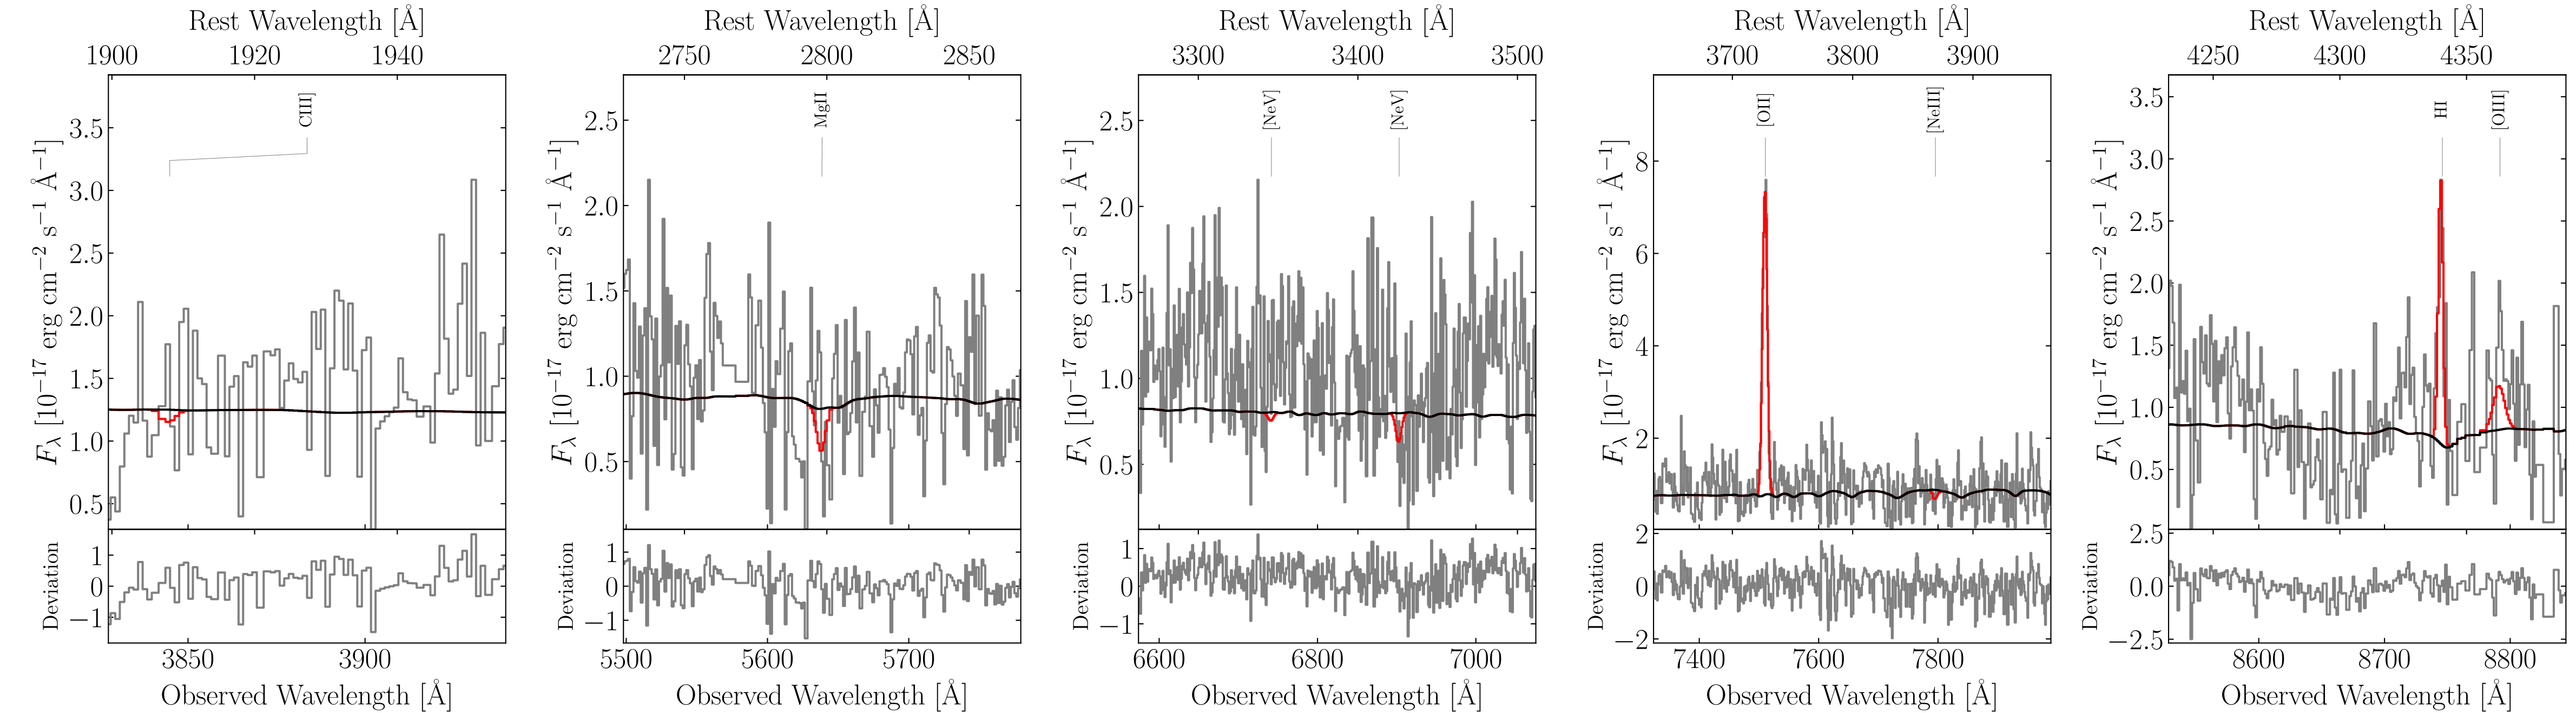 Rest Wavelength [Å]
1900 1920 1940
CIII]
F_λ [10^−17 erg cm^−2 s^−1 Å^−1]
3.5
3.0
2.5
2.0
1.5
1.0
0.5
Deviation
1
0
−1
3850 3900
Observed Wavelength [Å]
Rest Wavelength [Å]
2750 2800 2850
MgII
F_λ [10^−17 erg cm^−2 s^−1 Å^−1]
2.5
2.0
1.5
1.0
0.5
Deviation
1
0
−1
5500 5600 5700
Observed Wavelength [Å]
Rest Wavelength [Å]
3300 3400 3500
[NeV] [NeV]
F_λ [10^−17 erg cm^−2 s^−1 Å^−1]
2.5
2.0
1.5
1.0
0.5
Deviation
1
0
−1
6600 6800 7000
Observed Wavelength [Å]
Rest Wavelength [Å]
3700 3800 3900
[OII] [NeIII]
F_λ [10^−17 erg cm^−2 s^−1 Å^−1]
8
6
4
2
Deviation
2
0
−2
7400 7600 7800
Observed Wavelength [Å]
Rest Wavelength [Å]
4250 4300 4350
HI [OIII]
F_λ [10^−17 erg cm^−2 s^−1 Å^−1]
3.5
3.0
2.5
2.0
1.5
1.0
0.5
Deviation
2.5
0.0
−2.5
8600 8700 8800
Observed Wavelength [Å]